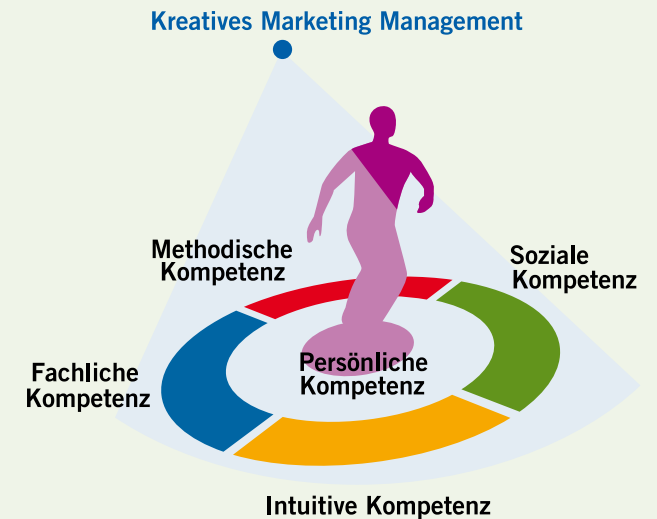 Kreatives Marketing Management
Methodische
Kompetenz
Soziale
Kompetenz
Fachliche
Kompetenz
Persönliche
Kompetenz
Intuitive Kompetenz